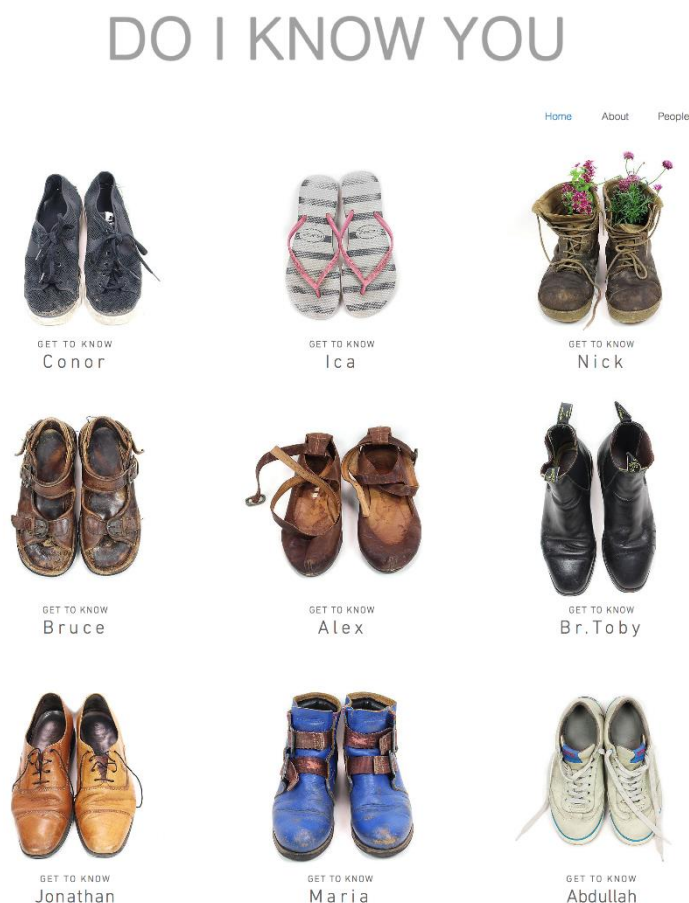 DO I KNOW YOU
Home About People
GET TO KNOW GET TO KNOW GET TO KNOW
Conor Ica Nick
GET TO KNOW GET TO KNOW GET TO KNOW
Bruce Alex Br.Toby
GET TO KNOW GET TO KNOW GET TO KNOW
Jonathan Maria Abdullah